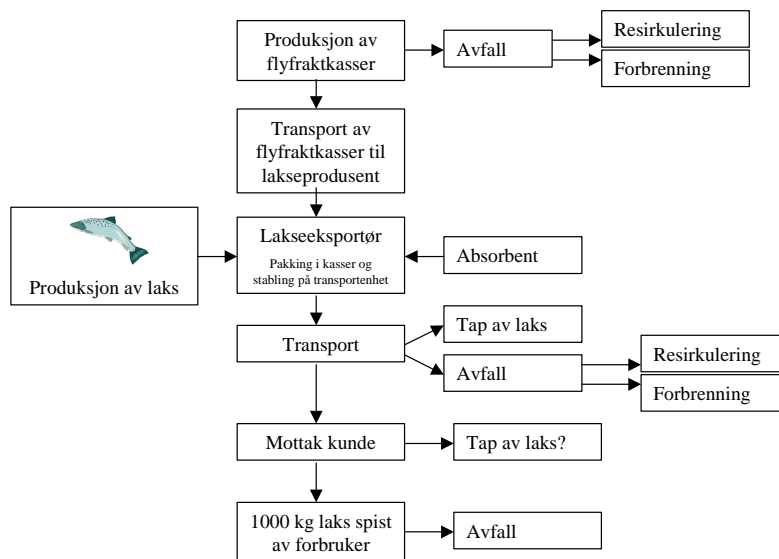 Produksjon av
flyfraktkasser
Avfall
Resirkulering
Forbrenning
Transport av
flyfraktkasser til
lakseprodusent
Produksjon av laks
Lakseeksportør
Pakking i kasser og
stabling på transportenhet
Absorbent
Transport
Tap av laks
Avfall
Resirkulering
Forbrenning
Mottak kunde
Tap av laks?
1000 kg laks spist
av forbruker
Avfall